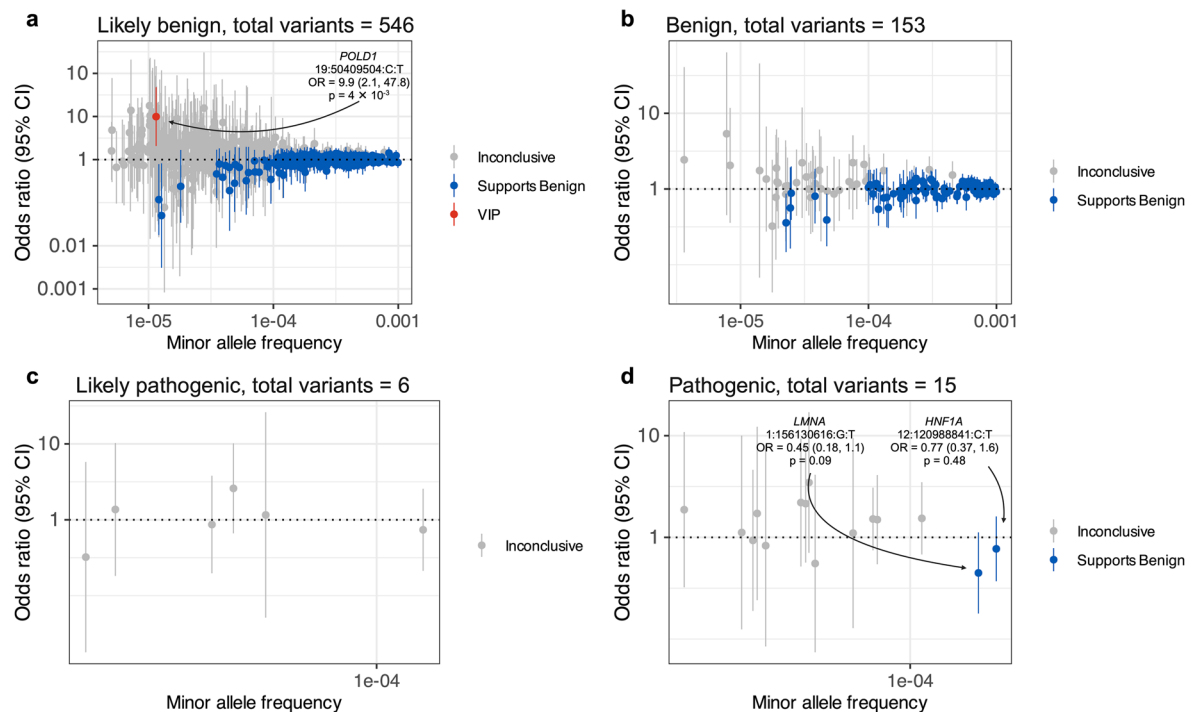 a
Likely benign, total variants = 546
Odds ratio (95% CI)
10
10
1
0.01
0.001
POLD1
19:50409504:C:T
OR = 9.9 (2.1, 47.8)
p = 4 × 10⁻³
1e-05
1e-04
0.001
Minor allele frequency
Inconclusive
Supports Benign
VIP
b
Benign, total variants = 153
Odds ratio (95% CI)
10
1
1e-05
1e-04
0.001
Minor allele frequency
Inconclusive
Supports Benign
c
Likely pathogenic, total variants = 6
Odds ratio (95% CI)
10
1
1e-04
Minor allele frequency
Inconclusive
d
Pathogenic, total variants = 15
Odds ratio (95% CI)
10
1
LMNA
1:156130616:G:T
OR = 0.45 (0.18, 1.1)
p = 0.09
HNF1A
12:120988841:C:T
OR = 0.77 (0.37, 1.6)
p = 0.48
1e-04
Minor allele frequency
Inconclusive
Supports Benign